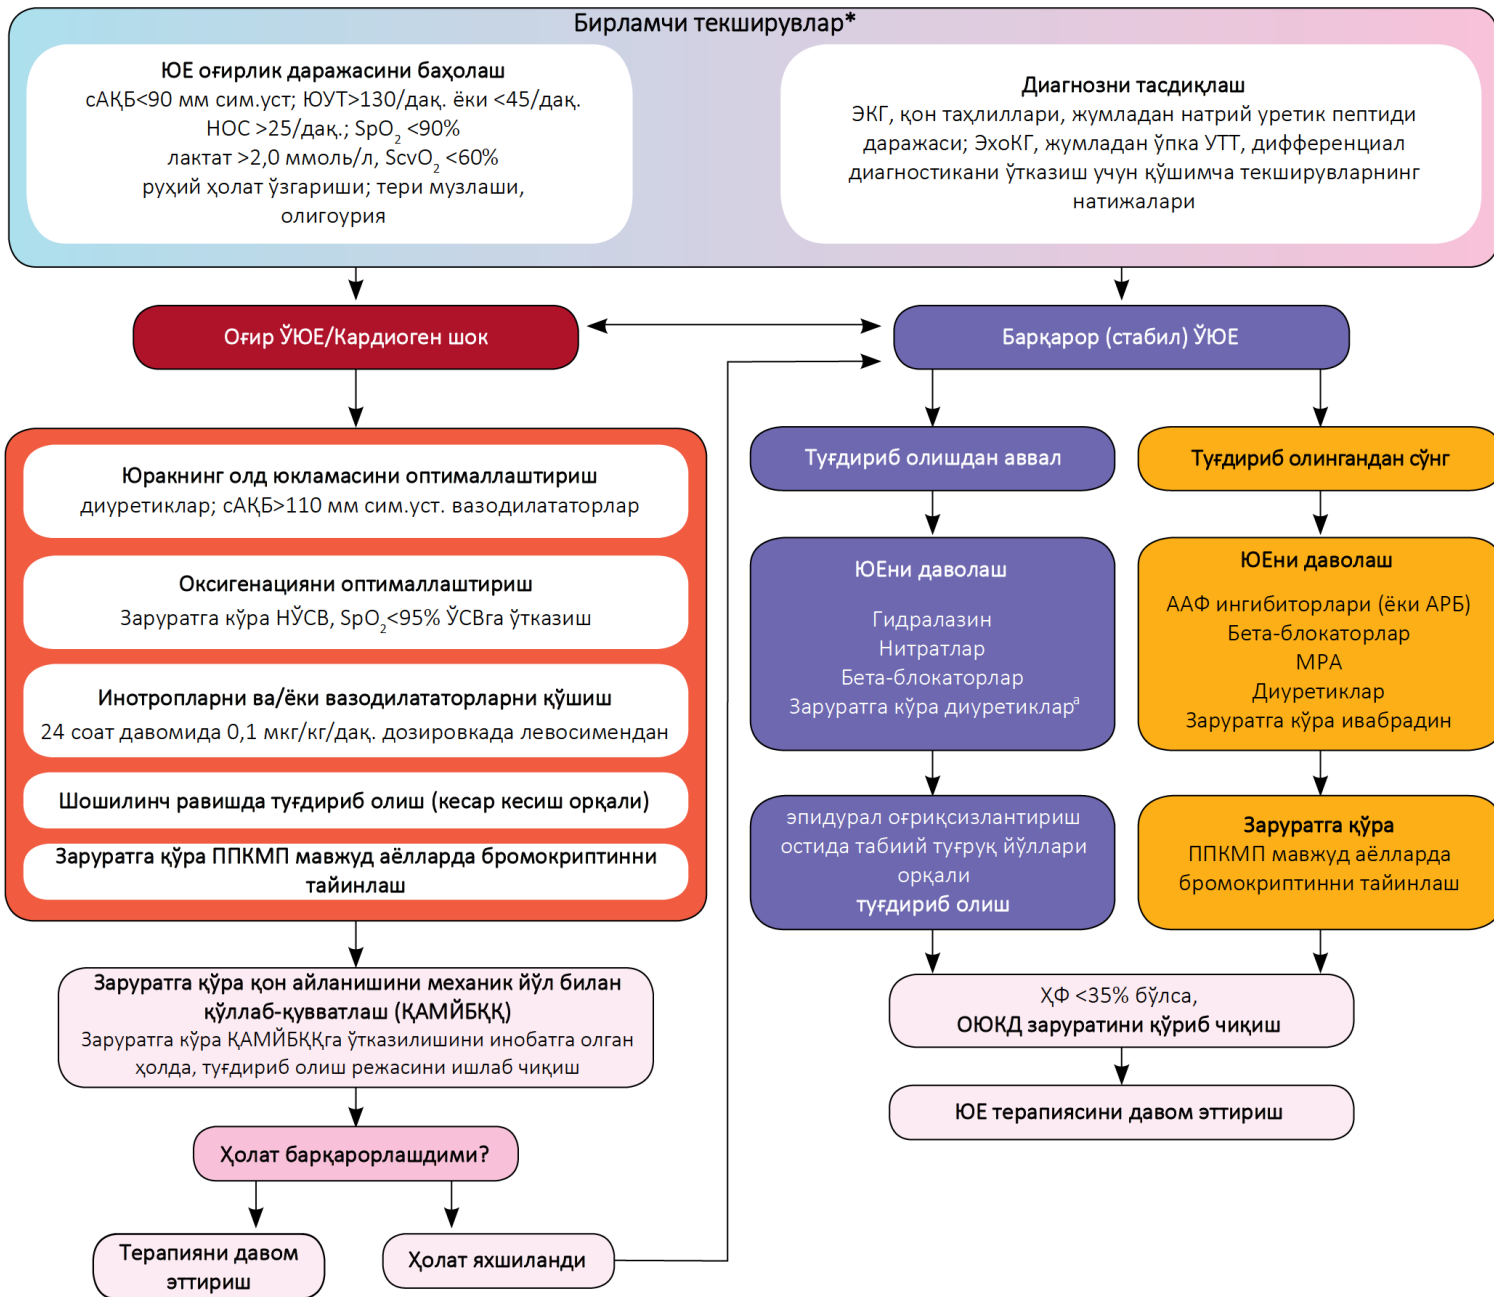 Бирламчи текширувлар*
ЮЕ оғирлик даражасини баҳолаш
сАҚБ<90 мм сим.уст; ЮУТ>130/дақ. ёки <45/дақ.
НОС >25/дақ.; SpO₂ <90%
лактат >2,0 ммоль/л, ScvO₂ <60%
руҳий ҳолат ўзгариши; тери музлаши,
олигоурия
Диагнозни тасдиқлаш
ЭКГ, қон таҳлиллари, жумладан натрий уретик пептиди
даражаси; ЭхоКГ, жумладан ўпка УТТ, дифференциал
диагностикани ўтказиш учун қўшимча текширувларнинг
натижалари
Оғир ЎЮЕ/Кардиоген шок
Барқарор (стабил) ЎЮЕ
Юракнинг олд юкламасини оптималлаштириш
диуретиклар; сАҚБ>110 мм сим.уст. вазодилататорлар
Оксигенацияни оптималлаштириш
Заруратга кўра НЎСВ, SpO₂<95% ЎСВга ўтказиш
Инотропларни ва/ёки вазодилататорларни қўшиш
24 соат давомида 0,1 мкг/кг/дақ. дозировкада левосимендан
Шошилинч равишда туғдириб олиш (кесар кесиш орқали)
Заруратга қўра ППКМП мавжуд аёлларда бромокриптинни
тайинлаш
Заруратга қўра қон айланишини механик йўл билан
қўллаб-қувватлаш (ҚАМЙБҚҚ)
Заруратга кўра ҚАМЙБҚҚга ўтказилишини инобатга олган
ҳолда, туғдириб олиш режасини ишлаб чиқиш
Ҳолат барқарорлашдими?
Терапияни давом
эттириш
Ҳолат яхшиланди
Туғдириб олишдан аввал
ЮЕни даволаш
Гидралазин
Нитратлар
Бета-блокаторлар
Заруратга кўра диуретикларᵃ
эпидурал оғриқсизлантириш
остида табиий туғруқ йўллари
орқали
туғдириб олиш
Туғдириб олингандан сўнг
ЮЕни даволаш
ААФ ингибиторлари (ёки АРБ)
Бета-блокаторлар
МРА
Диуретиклар
Заруратга кўра ивабрадин
Заруратга қўра
ППКМП мавжуд аёлларда
бромокриптинни тайинлаш
ҲФ <35% бўлса,
ОЮКД заруратини қўриб чиқиш
ЮЕ терапиясини давом эттириш